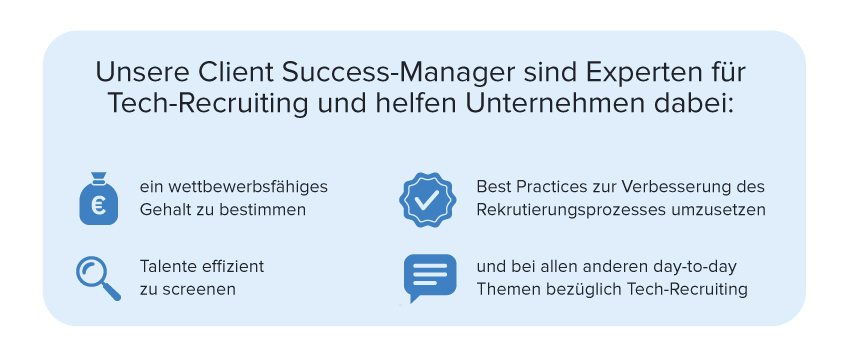 Unsere Client Success-Manager sind Experten für
Tech-Recruiting und helfen Unternehmen dabei:
€
ein wettbewerbsfähiges
Gehalt zu bestimmen
Best Practices zur Verbesserung des
Rekrutierungsprozesses umzusetzen
Talente effizient
zu screenen
und bei allen anderen day-to-day
Themen bezüglich Tech-Recruiting